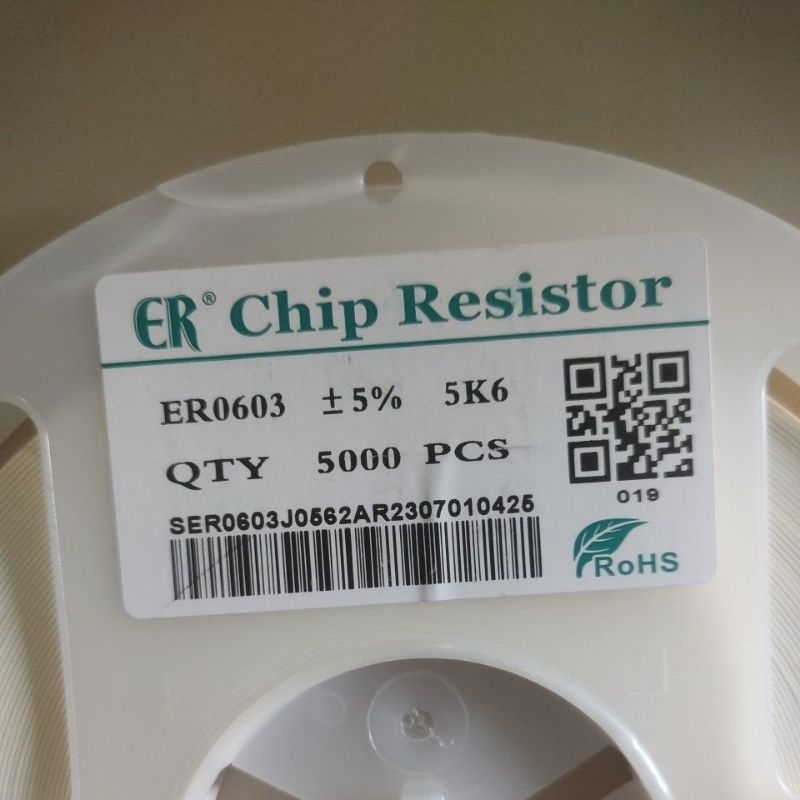 ER® Chip Resistor
ER0603 ±5% 5K6
QTY 5000 PCS
SER0603J0562AR2307010425
019
RoHS